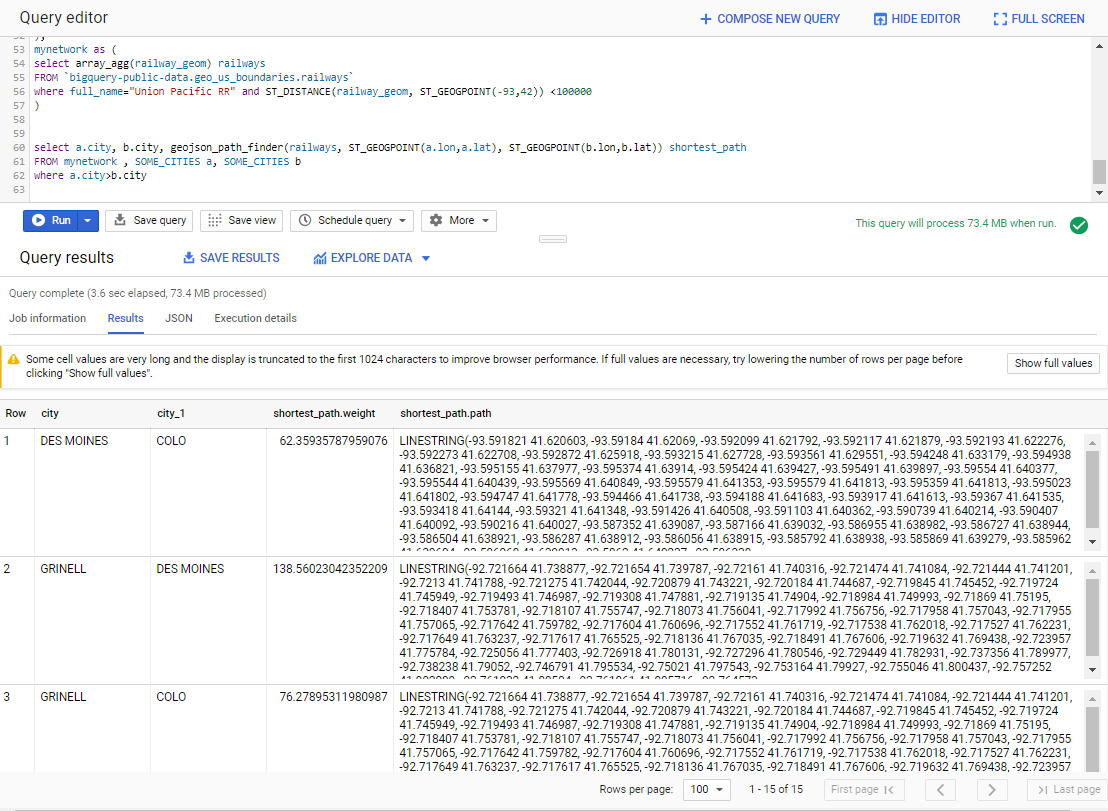 Query editor
COMPOSE NEW QUERY
HIDE EDITOR
FULL SCREEN
52 ),
53 mynetwork as (
54 select array_agg(railway_geom) railways
55 FROM `bigquery-public-data.geo_us_boundaries.railways`
56 where full_name="Union Pacific RR" and ST_DISTANCE(railway_geom, ST_GEOGPOINT(-93,42)) <100000
57 )
58
59
60 select a.city, b.city, geojson_path_finder(railways, ST_GEOGPOINT(a.lon,a.lat), ST_GEOGPOINT(b.lon,b.lat)) shortest_path
61 FROM mynetwork , SOME_CITIES a, SOME_CITIES b
62 where a.city>b.city
63
Run
Save query
Save view
Schedule query
More
This query will process 73.4 MB when run.
Query results
SAVE RESULTS
EXPLORE DATA
Query complete (3.6 sec elapsed, 73.4 MB processed)
Job information
Results
JSON
Execution details
Some cell values are very long and the display is truncated to the first 1024 characters to improve browser performance. If full values are necessary, try lowering the number of rows per page before
clicking "Show full values".
Show full values
Row city city_1 shortest_path.weight shortest_path.path
1 DES MOINES COLO 62.35935787959076 LINESTRING(-93.591821 41.620603, -93.59184 41.62069, -93.592099 41.621792, -93.592117 41.621879, -93.592193 41.622276,
-93.592273 41.622708, -93.592872 41.625918, -93.593215 41.627728, -93.593561 41.629551, -93.594248 41.633179, -93.594938
41.636821, -93.595155 41.637977, -93.595374 41.63914, -93.595424 41.639427, -93.595491 41.639897, -93.59554 41.640377,
-93.595544 41.640439, -93.595569 41.640849, -93.595579 41.641353, -93.595579 41.641813, -93.595359 41.641813, -93.595023
41.641802, -93.594747 41.641778, -93.594466 41.641738, -93.594188 41.641683, -93.593917 41.641613, -93.59367 41.641535,
-93.593418 41.64144, -93.59321 41.641348, -93.591426 41.640508, -93.591103 41.640362, -93.590739 41.640214, -93.590407
41.640092, -93.590216 41.640027, -93.587352 41.639087, -93.587166 41.639032, -93.586955 41.638982, -93.586727 41.638944,
-93.586504 41.638921, -93.586287 41.638912, -93.586056 41.638915, -93.585792 41.638938, -93.585869 41.639279, -93.585962
2 GRINELL DES MOINES 138.56023042352209 LINESTRING(-92.721664 41.738877, -92.721654 41.739787, -92.72161 41.740316, -92.721474 41.741084, -92.721444 41.741201,
-92.7213 41.741788, -92.721275 41.742044, -92.720879 41.743221, -92.720184 41.744687, -92.719845 41.745452, -92.719724
41.745949, -92.719493 41.746987, -92.719308 41.747881, -92.719135 41.74904, -92.718984 41.749993, -92.71869 41.75195,
-92.718407 41.753781, -92.718107 41.755747, -92.718073 41.756041, -92.717992 41.756756, -92.717958 41.757043, -92.717955
41.757065, -92.717642 41.759782, -92.717604 41.760696, -92.717552 41.761719, -92.717538 41.762018, -92.717527 41.762231,
-92.717649 41.763237, -92.717617 41.765525, -92.718136 41.767035, -92.718491 41.767606, -92.719632 41.769438, -92.723957
41.775784, -92.725056 41.777403, -92.726918 41.780131, -92.727296 41.780546, -92.729449 41.782931, -92.737356 41.789977,
-92.738238 41.79052, -92.746791 41.795534, -92.75021 41.797543, -92.753164 41.79927, -92.755046 41.800437, -92.757252
3 GRINELL COLO 76.27895311980987 LINESTRING(-92.721664 41.738877, -92.721654 41.739787, -92.72161 41.740316, -92.721474 41.741084, -92.721444 41.741201,
-92.7213 41.741788, -92.721275 41.742044, -92.720879 41.743221, -92.720184 41.744687, -92.719845 41.745452, -92.719724
41.745949, -92.719493 41.746987, -92.719308 41.747881, -92.719135 41.74904, -92.718984 41.749993, -92.71869 41.75195,
-92.718407 41.753781, -92.718107 41.755747, -92.718073 41.756041, -92.717992 41.756756, -92.717958 41.757043, -92.717955
41.757065, -92.717642 41.759782, -92.717604 41.760696, -92.717552 41.761719, -92.717538 41.762018, -92.717527 41.762231,
-92.717649 41.763237, -92.717617 41.765525, -92.718136 41.767035, -92.718491 41.767606, -92.719632 41.769438, -92.723957
Rows per page: 100 1 - 15 of 15 First page Last page